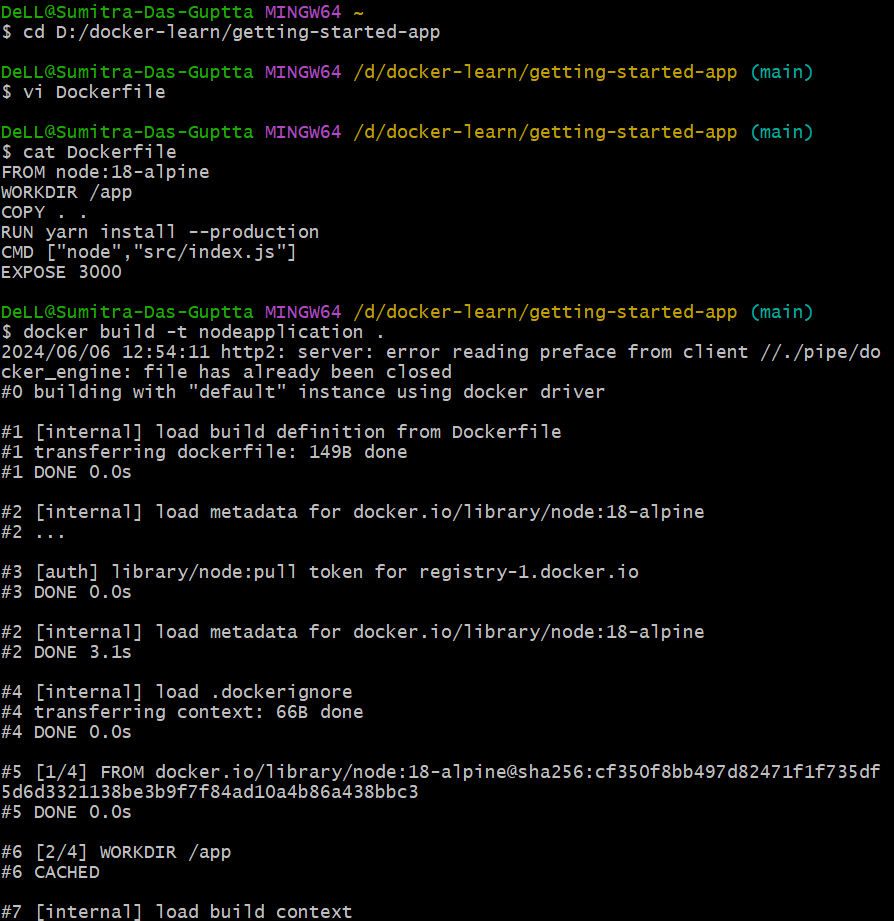 DeLL@Sumitra-Das-Guptta MINGW64 ~
$ cd D:/docker-learn/getting-started-app
DeLL@Sumitra-Das-Guptta MINGW64 /d/docker-learn/getting-started-app (main)
$ vi Dockerfile
DeLL@Sumitra-Das-Guptta MINGW64 /d/docker-learn/getting-started-app (main)
$ cat Dockerfile
FROM node:18-alpine
WORKDIR /app
COPY . .
RUN yarn install --production
CMD ["node","src/index.js"]
EXPOSE 3000
DeLL@Sumitra-Das-Guptta MINGW64 /d/docker-learn/getting-started-app (main)
$ docker build -t nodeapplication .
2024/06/06 12:54:11 http2: server: error reading preface from client //./pipe/do
cker_engine: file has already been closed
#0 building with "default" instance using docker driver
#1 [internal] load build definition from Dockerfile
#1 transferring dockerfile: 149B done
#1 DONE 0.0s
#2 [internal] load metadata for docker.io/library/node:18-alpine
#2 ...
#3 [auth] library/node:pull token for registry-1.docker.io
#3 DONE 0.0s
#2 [internal] load metadata for docker.io/library/node:18-alpine
#2 DONE 3.1s
#4 [internal] load .dockerignore
#4 transferring context: 66B done
#4 DONE 0.0s
#5 [1/4] FROM docker.io/library/node:18-alpine@sha256:cf350f8bb497d82471f1f735df
5d6d3321138be3b9f7f84ad10a4b86a438bbc3
#5 DONE 0.0s
#6 [2/4] WORKDIR /app
#6 CACHED
#7 [internal] load build context